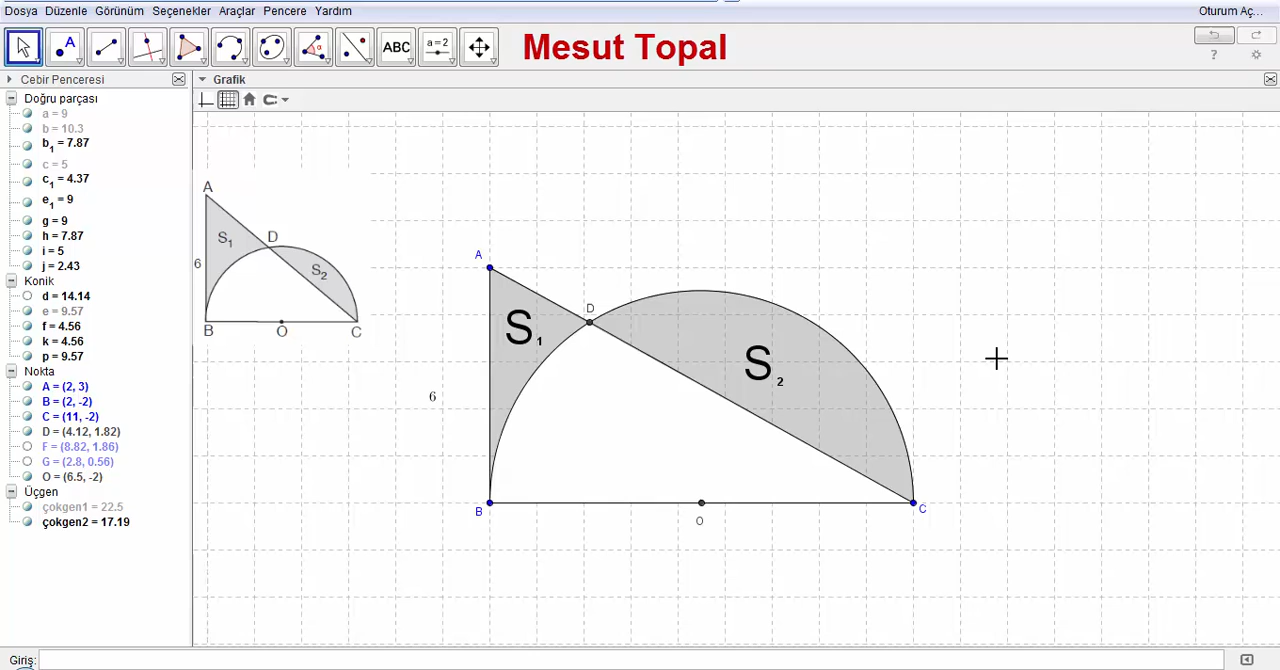 Dosya Düzenle Görünüm Seçenekler Araçlar Pencere Yardım Oturum Aç...
A ABC a = 2 Mesut Topal ?
Cebir Penceresi Grafik
Doğru parçası
a = 9
b = 10.3
b₁ = 7.87
c = 5
c₁ = 4.37
e₁ = 9
g = 9
h = 7.87
i = 5
j = 2.43
Konik
d = 14.14
e = 9.57
f = 4.56
k = 4.56
p = 9.57
Nokta
A = (2, 3)
B = (2, -2)
C = (11, -2)
D = (4.12, 1.82)
F = (8.82, 1.86)
G = (2.8, 0.56)
O = (6.5, -2)
Üçgen
çokgen1 = 22.5
çokgen2 = 17.19
A
D
S₁
S₂
6
B O C
A
D
S₁
S₂
6
B O C
Giriş: